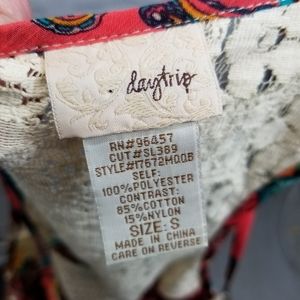 daytrip
RN#96457
CUT#SL389
STYLE#17672MQQB
SELF:
100%POLYESTER
CONTRAST:
85%COTTON
15%NYLON
SIZE: S
MADE IN CHINA
CARE ON REVERSE